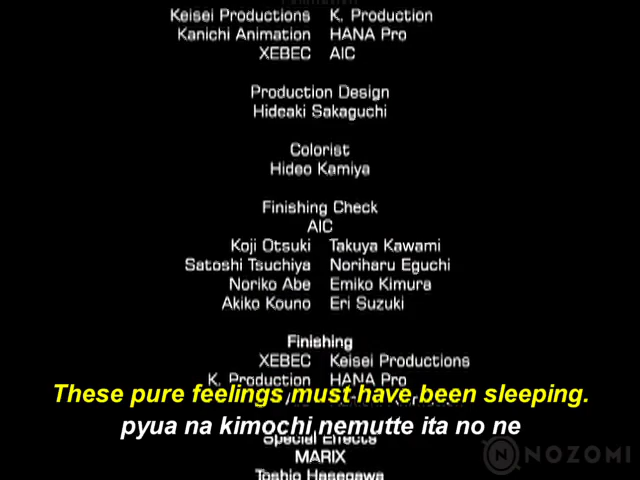 Keisei Productions K. Production
Kanichi Animation HANA Pro
XEBEC AIC
Production Design
Hideaki Sakaguchi
Colorist
Hideo Kamiya
Finishing Check
AIC
Koji Otsuki Takuya Kawami
Satoshi Tsuchiya Noriharu Eguchi
Noriko Abe Emiko Kimura
Akiko Kouno Eri Suzuki
Finishing
XEBEC Keisei Productions
K. Production HANA Pro
These pure feelings must have been sleeping.
pyua na kimochi nemutte ita no ne
Special Effects
MARIX
Toshio Hasegawa
NOZOMI